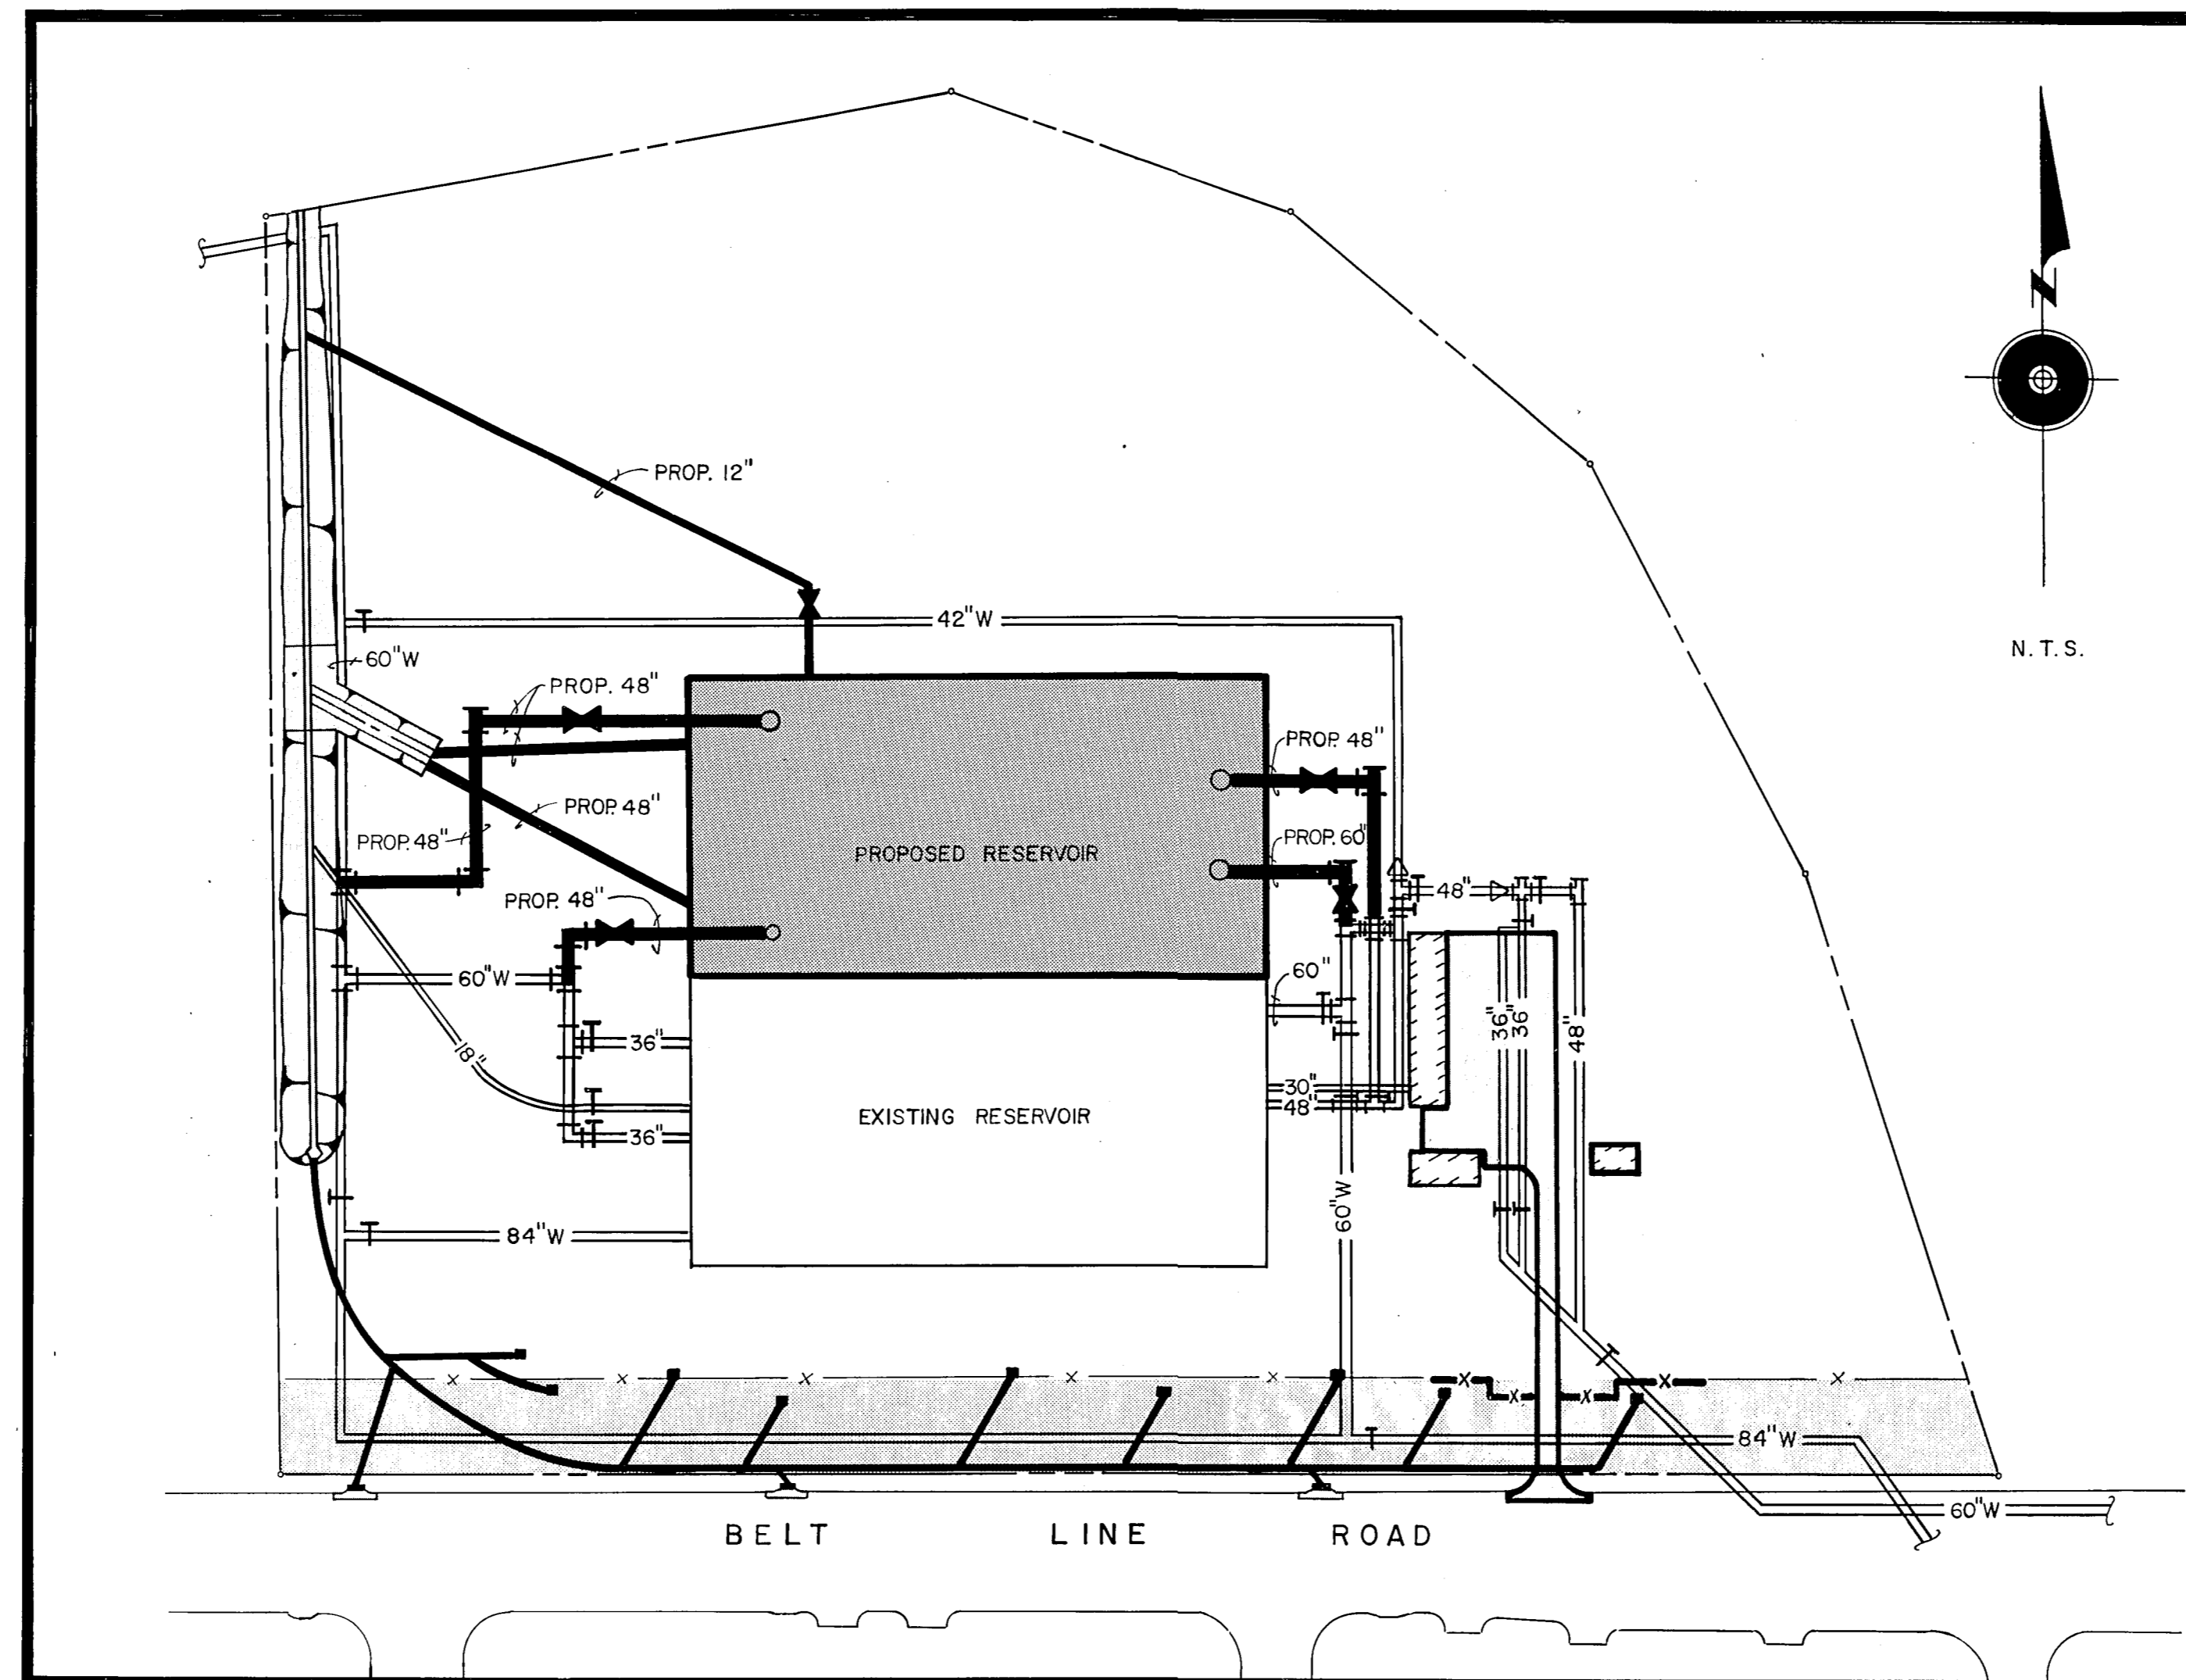 N
N.T.S.
PROP. 12"
42"W
60"W
PROP. 48"
PROP. 48"
PROP. 60"
PROP. 48"
PROP. 48"
PROPOSED RESERVOIR
48"
PROP. 48"
60"W
60"
36"
36"
48"
36"
18"
30"
48"
EXISTING RESERVOIR
36"
60"W
84"W
X
X
X
X
X
X
X
X
X
X
84"W
60"W
BELT LINE ROAD